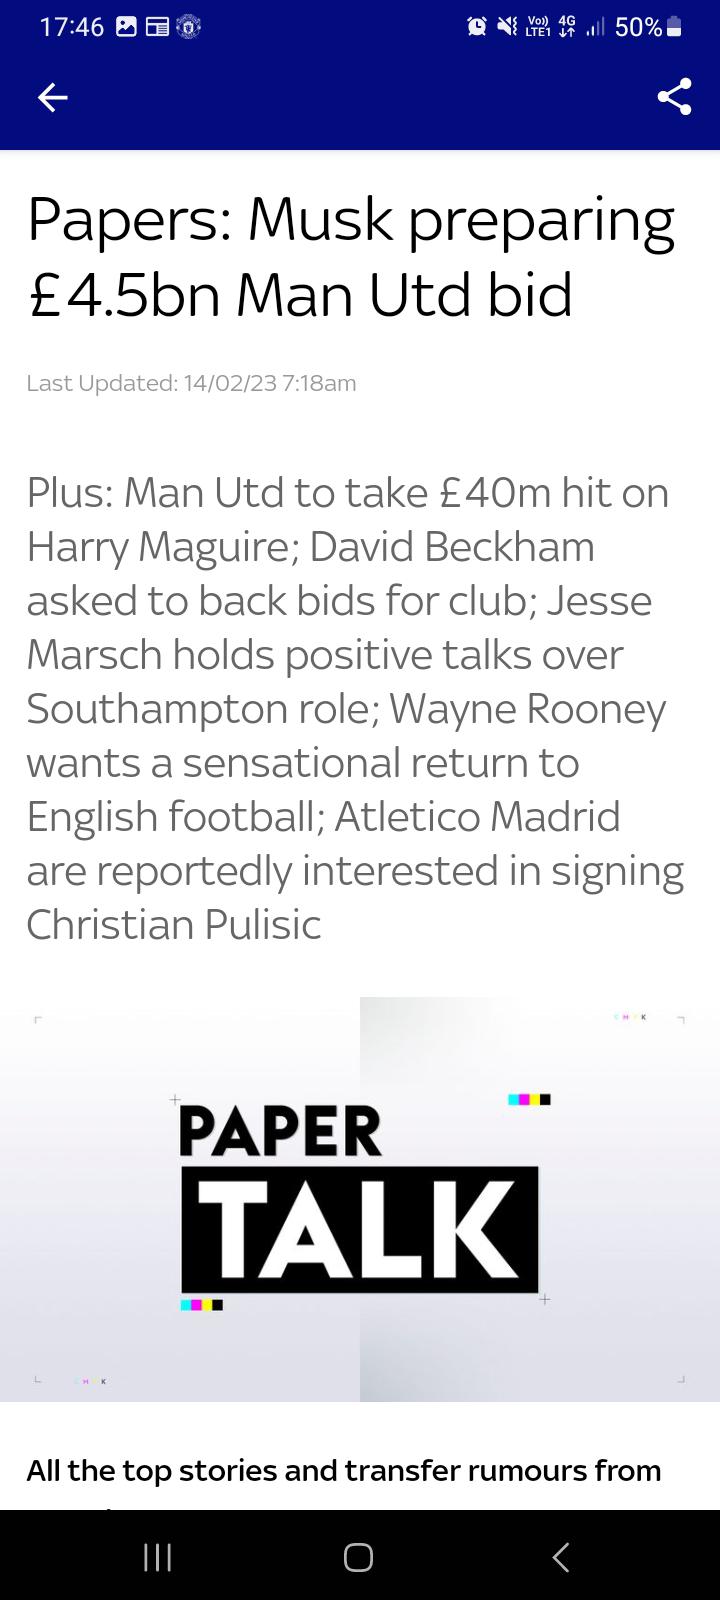 17:46
Vo)) 4G
LTE1
50%
Papers: Musk preparing
£4.5bn Man Utd bid
Last Updated: 14/02/23 7:18am
Plus: Man Utd to take £40m hit on
Harry Maguire; David Beckham
asked to back bids for club; Jesse
Marsch holds positive talks over
Southampton role; Wayne Rooney
wants a sensational return to
English football; Atletico Madrid
are reportedly interested in signing
Christian Pulisic
C M Y K
PAPER
TALK
C M Y K
All the top stories and transfer rumours from